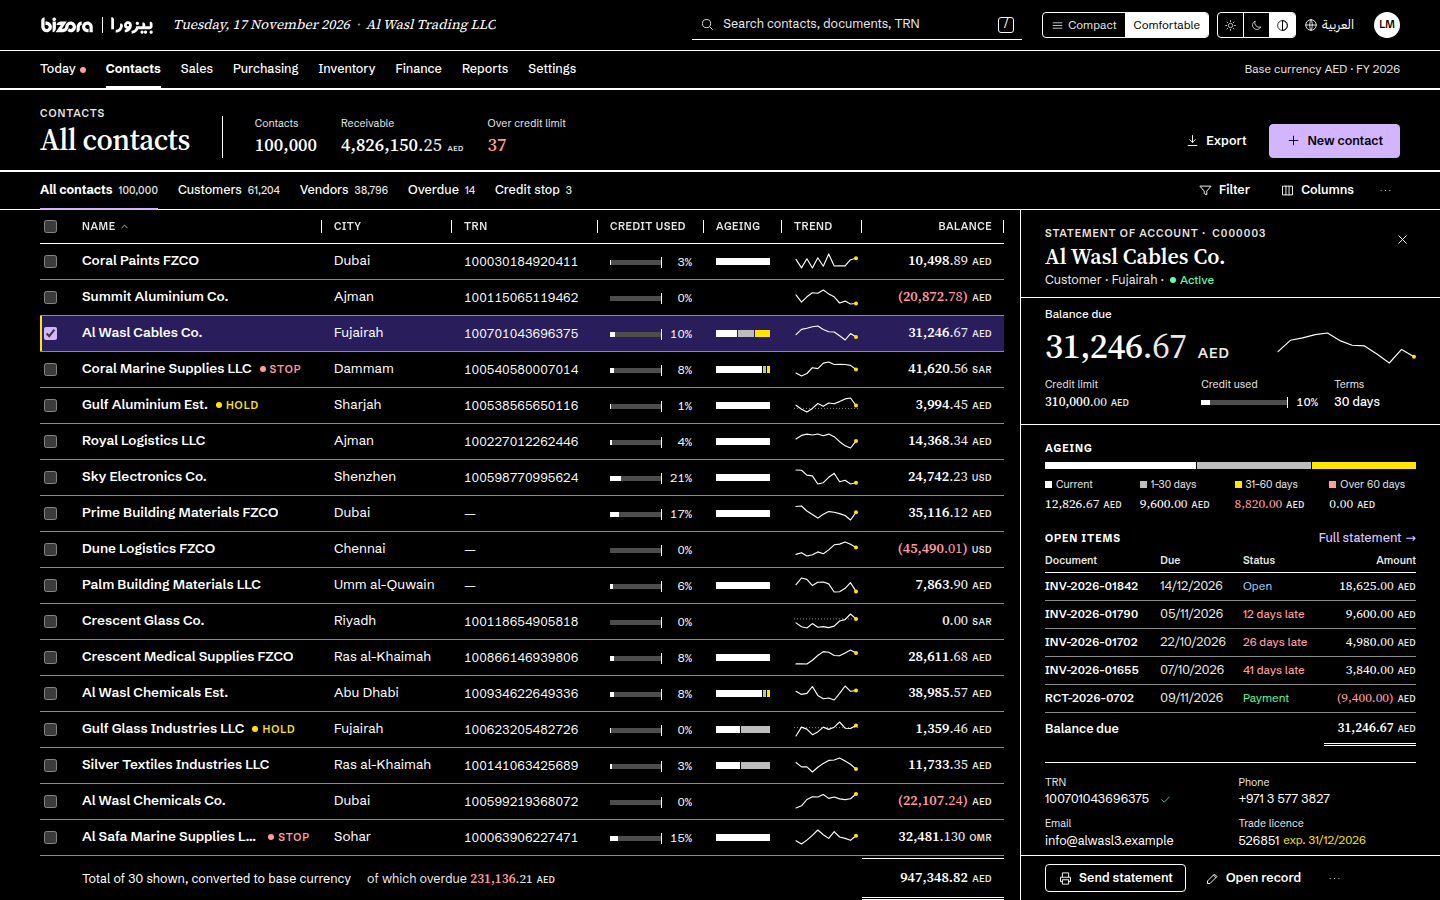 bizora | بيزورا Tuesday, 17 November 2026 · Al Wasl Trading LLC Search contacts, documents, TRN / Compact Comfortable العربية LM
Today Contacts Sales Purchasing Inventory Finance Reports Settings Base currency AED · FY 2026
CONTACTS
All contacts
Contacts Receivable Over credit limit
100,000 4,826,150.25 AED 37
Export New contact
All contacts 100,000 Customers 61,204 Vendors 38,796 Overdue 14 Credit stop 3 Filter Columns ...
NAME CITY TRN CREDIT USED AGEING TREND BALANCE
Coral Paints FZCO Dubai 100030184920411 3% 10,498.89 AED
Summit Aluminium Co. Ajman 100115065119462 0% (20,872.78) AED
Al Wasl Cables Co. Fujairah 100701043696375 10% 31,246.67 AED
Coral Marine Supplies LLC STOP Dammam 100540580007014 8% 41,620.56 SAR
Gulf Aluminium Est. HOLD Sharjah 100538565650116 1% 3,994.45 AED
Royal Logistics LLC Ajman 100227012262446 4% 14,368.34 AED
Sky Electronics Co. Shenzhen 100598770995624 21% 24,742.23 USD
Prime Building Materials FZCO Dubai — 17% 35,116.12 AED
Dune Logistics FZCO Chennai — 0% (45,490.01) USD
Palm Building Materials LLC Umm al-Quwain — 6% 7,863.90 AED
Crescent Glass Co. Riyadh 100118654905818 0% 0.00 SAR
Crescent Medical Supplies FZCO Ras al-Khaimah 100866146939806 8% 28,611.68 AED
Al Wasl Chemicals Est. Abu Dhabi 100934622649336 8% 38,985.57 AED
Gulf Glass Industries LLC HOLD Fujairah 100623205482726 0% 1,359.46 AED
Silver Textiles Industries LLC Ras al-Khaimah 100141063425689 3% 11,733.35 AED
Al Wasl Chemicals Co. Dubai 100599219368072 0% (22,107.24) AED
Al Safa Marine Supplies L... STOP Sohar 100063906227471 15% 32,481.130 OMR
Total of 30 shown, converted to base currency of which overdue 231,136.21 AED 947,348.82 AED
STATEMENT OF ACCOUNT · C000003
Al Wasl Cables Co.
Customer · Fujairah · Active
Balance due
31,246.67 AED
Credit limit Credit used Terms
310,000.00 AED 10% 30 days
AGEING
Current 1–30 days 31–60 days Over 60 days
12,826.67 AED 9,600.00 AED 8,820.00 AED 0.00 AED
OPEN ITEMS Full statement →
Document Due Status Amount
INV-2026-01842 14/12/2026 Open 18,625.00 AED
INV-2026-01790 05/11/2026 12 days late 9,600.00 AED
INV-2026-01702 22/10/2026 26 days late 4,980.00 AED
INV-2026-01655 07/10/2026 41 days late 3,840.00 AED
RCT-2026-0702 09/11/2026 Payment (9,400.00) AED
Balance due 31,246.67 AED
TRN Phone
100701043696375 +971 3 577 3827
Email Trade licence
info@alwasl3.example 526851 exp. 31/12/2026
Send statement Open record ...